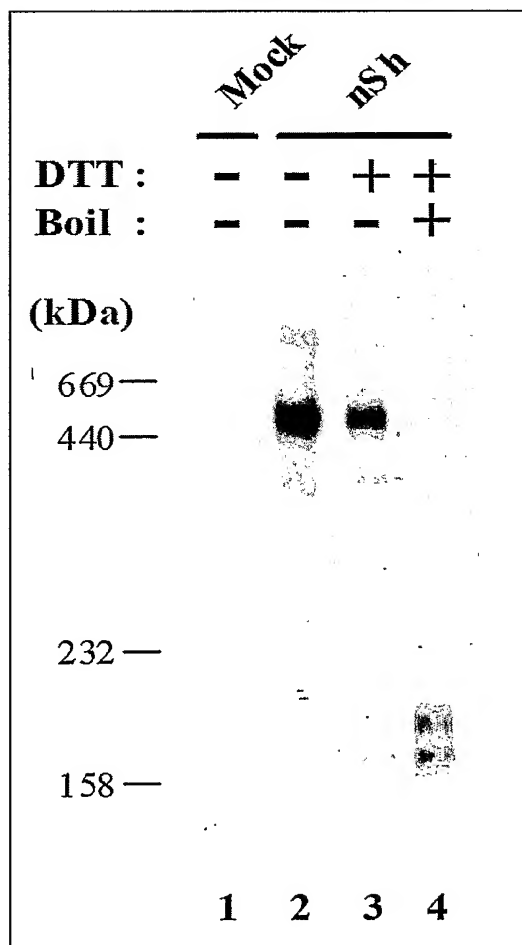 Mock nSh
DTT : - - + +
Boil : - - - +
(kDa)
669
440
232
158
1 2 3 4